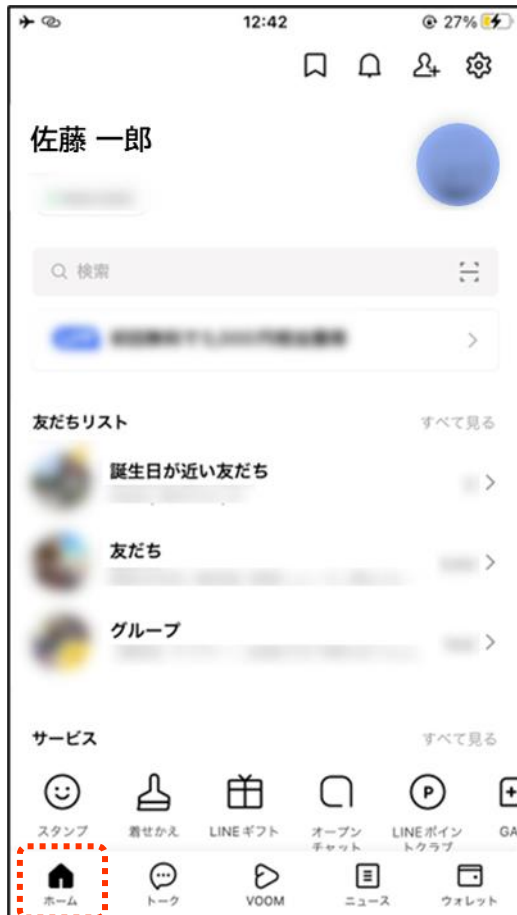 12:42
27%
佐藤 一郎
検索
友だちリスト
すべて見る
誕生日が近い友だち
友だち
グループ
サービス
すべて見る
スタンプ
着せかえ
LINEギフト
オープン
チャット
LINEポイン
トクラブ
GA
ホーム
トーク
VOOM
ニュース
ウォレット